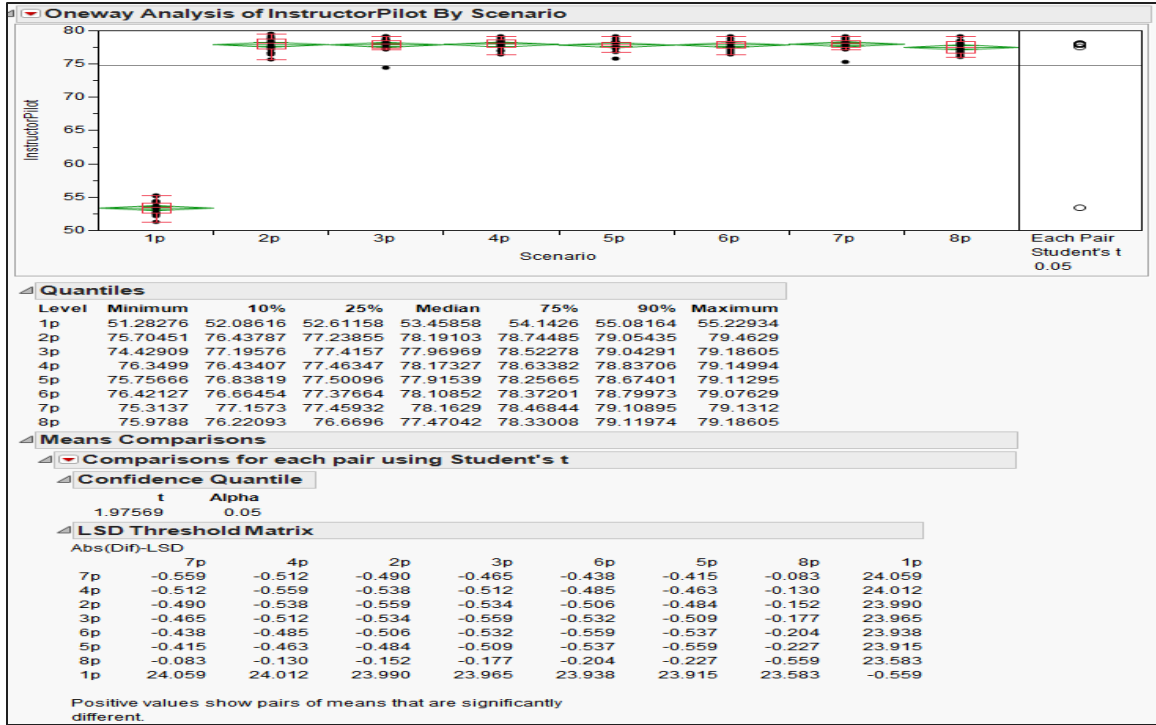 Oneway Analysis of InstructorPilot By Scenario
80
75
70
65
60
55
50
InstructorPilot
1p 2p 3p 4p 5p 6p 7p 8p
Scenario
Each Pair
Student's t
0.05
Quantiles
Level Minimum 10% 25% Median 75% 90% Maximum
1p 51.28276 52.08616 52.61158 53.45858 54.1426 55.08164 55.22934
2p 75.70451 76.43787 77.23855 78.19103 78.74485 79.05435 79.4629
3p 74.42909 77.19576 77.4157 77.96969 78.52278 79.04291 79.18605
4p 76.3499 76.43407 77.46347 78.17327 78.63382 78.83706 79.14994
5p 75.75666 76.83819 77.50096 77.91539 78.25665 78.67401 79.11295
6p 76.42127 76.66454 77.37664 78.10852 78.37201 78.79973 79.07629
7p 75.3137 77.1573 77.45932 78.1629 78.46844 79.10895 79.1312
8p 75.9788 76.22093 76.6696 77.47042 78.33008 79.11974 79.18605
Means Comparisons
Comparisons for each pair using Student's t
Confidence Quantile
t Alpha
1.97569 0.05
LSD Threshold Matrix
Abs(Dif)-LSD
7p 4p 2p 3p 6p 5p 8p 1p
7p -0.559 -0.512 -0.490 -0.465 -0.438 -0.415 -0.083 24.059
4p -0.512 -0.559 -0.538 -0.512 -0.485 -0.463 -0.130 24.012
2p -0.490 -0.538 -0.559 -0.534 -0.506 -0.484 -0.152 23.990
3p -0.465 -0.512 -0.534 -0.559 -0.532 -0.509 -0.177 23.965
6p -0.438 -0.485 -0.506 -0.532 -0.559 -0.537 -0.204 23.938
5p -0.415 -0.463 -0.484 -0.509 -0.537 -0.559 -0.227 23.915
8p -0.083 -0.130 -0.152 -0.177 -0.204 -0.227 -0.559 23.583
1p 24.059 24.012 23.990 23.965 23.938 23.915 23.583 -0.559
Positive values show pairs of means that are significantly
different.